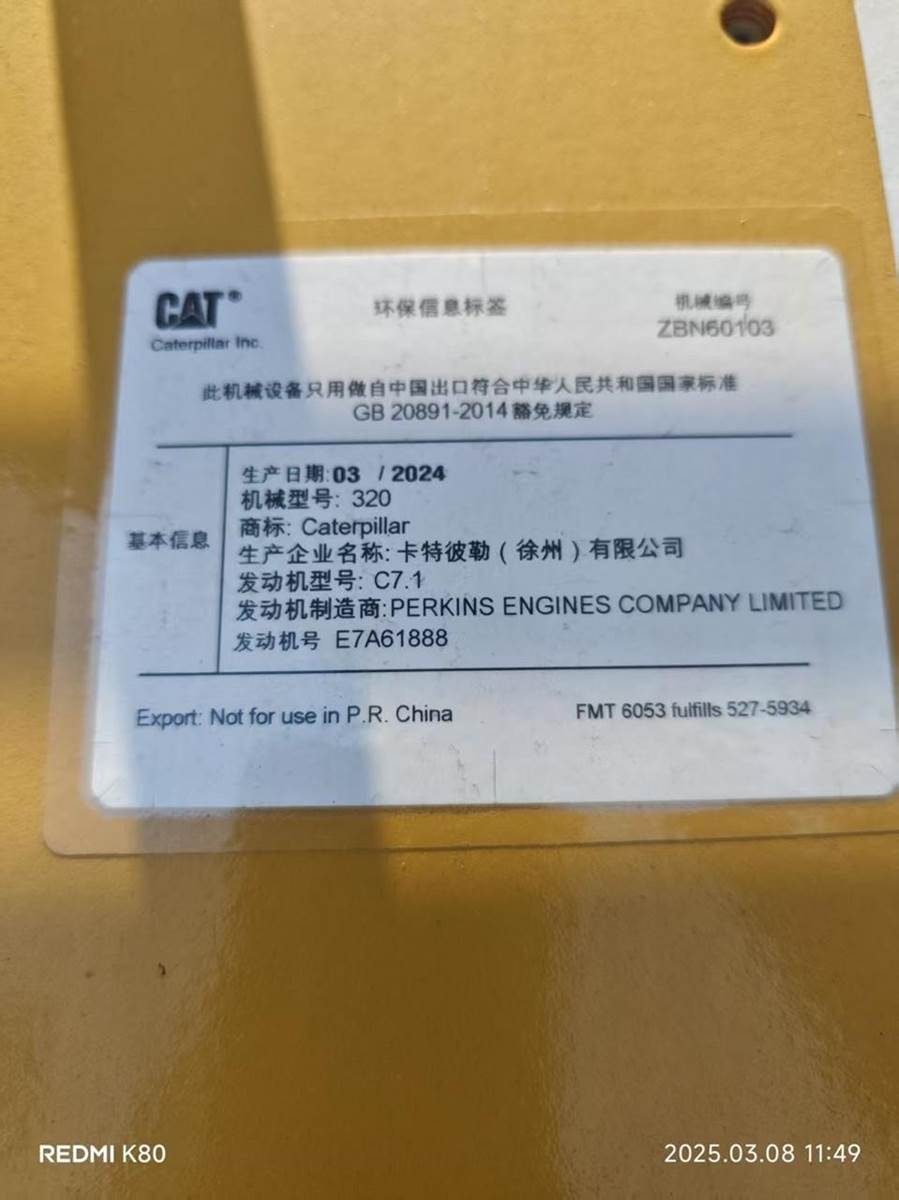 CAT®
Caterpillar Inc.
环保信息标签
机械编号
ZBN60103
此机械设备只用做自中国出口符合中华人民共和国国家标准
GB 20891-2014豁免规定
基本信息
生产日期:03 / 2024
机械型号: 320
商标: Caterpillar
生产企业名称:卡特彼勒（徐州）有限公司
发动机型号: C7.1
发动机制造商:PERKINS ENGINES COMPANY LIMITED
发动机号 E7A61888
Export: Not for use in P.R. China
FMT 6053 fulfills 527-5934
REDMI K80
2025.03.08 11:49